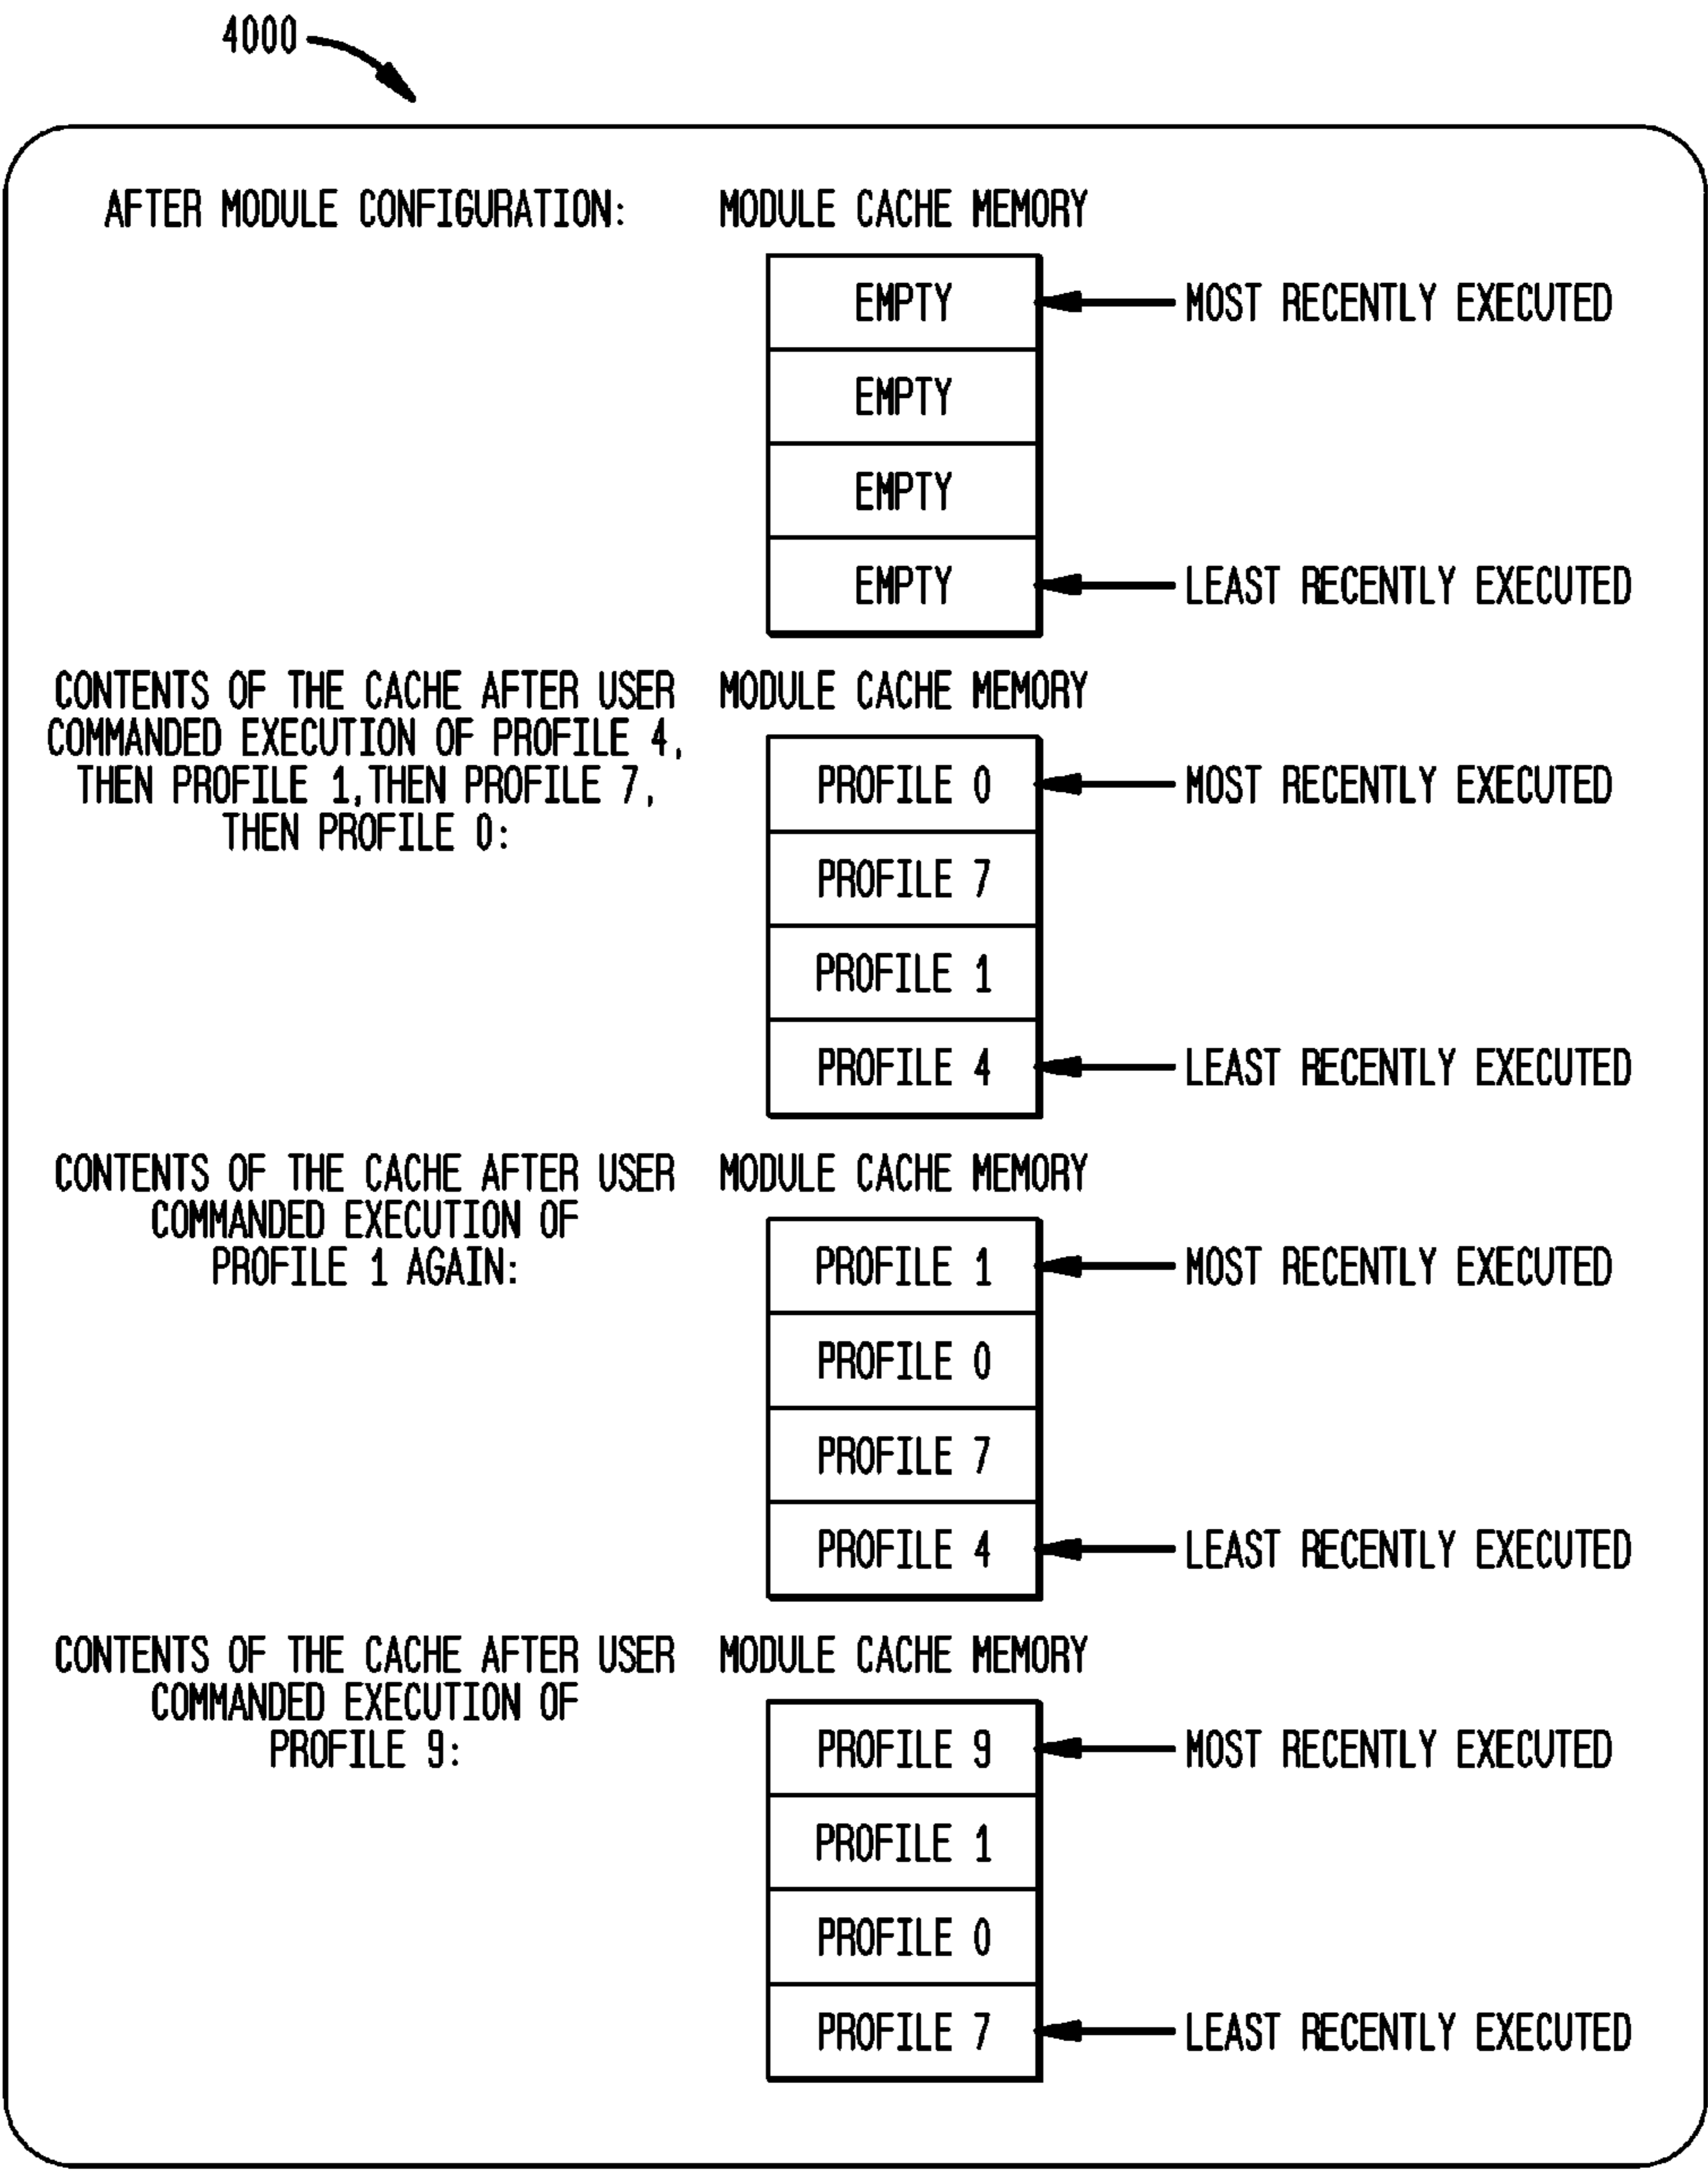 4000
AFTER MODULE CONFIGURATION:
MODULE CACHE MEMORY
EMPTY
MOST RECENTLY EXECUTED
EMPTY
EMPTY
EMPTY
LEAST RECENTLY EXECUTED
CONTENTS OF THE CACHE AFTER USER
COMMANDED EXECUTION OF PROFILE 4,
THEN PROFILE 1, THEN PROFILE 7,
THEN PROFILE 0:
MODULE CACHE MEMORY
PROFILE 0
MOST RECENTLY EXECUTED
PROFILE 7
PROFILE 1
PROFILE 4
LEAST RECENTLY EXECUTED
CONTENTS OF THE CACHE AFTER USER
COMMANDED EXECUTION OF
PROFILE 1 AGAIN:
MODULE CACHE MEMORY
PROFILE 1
MOST RECENTLY EXECUTED
PROFILE 0
PROFILE 7
PROFILE 4
LEAST RECENTLY EXECUTED
CONTENTS OF THE CACHE AFTER USER
COMMANDED EXECUTION OF
PROFILE 9:
MODULE CACHE MEMORY
PROFILE 9
MOST RECENTLY EXECUTED
PROFILE 1
PROFILE 0
PROFILE 7
LEAST RECENTLY EXECUTED